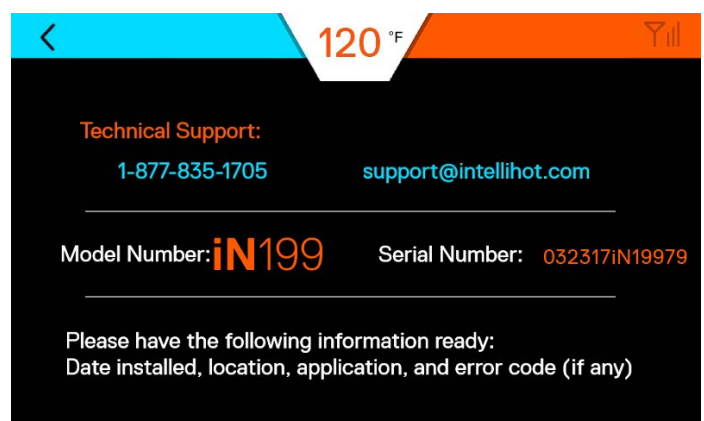 120 °F
Technical Support:
1-877-835-1705 support@intellihot.com
Model Number: iN199 Serial Number: 032317iN19979
Please have the following information ready:
Date installed, location, application, and error code (if any)